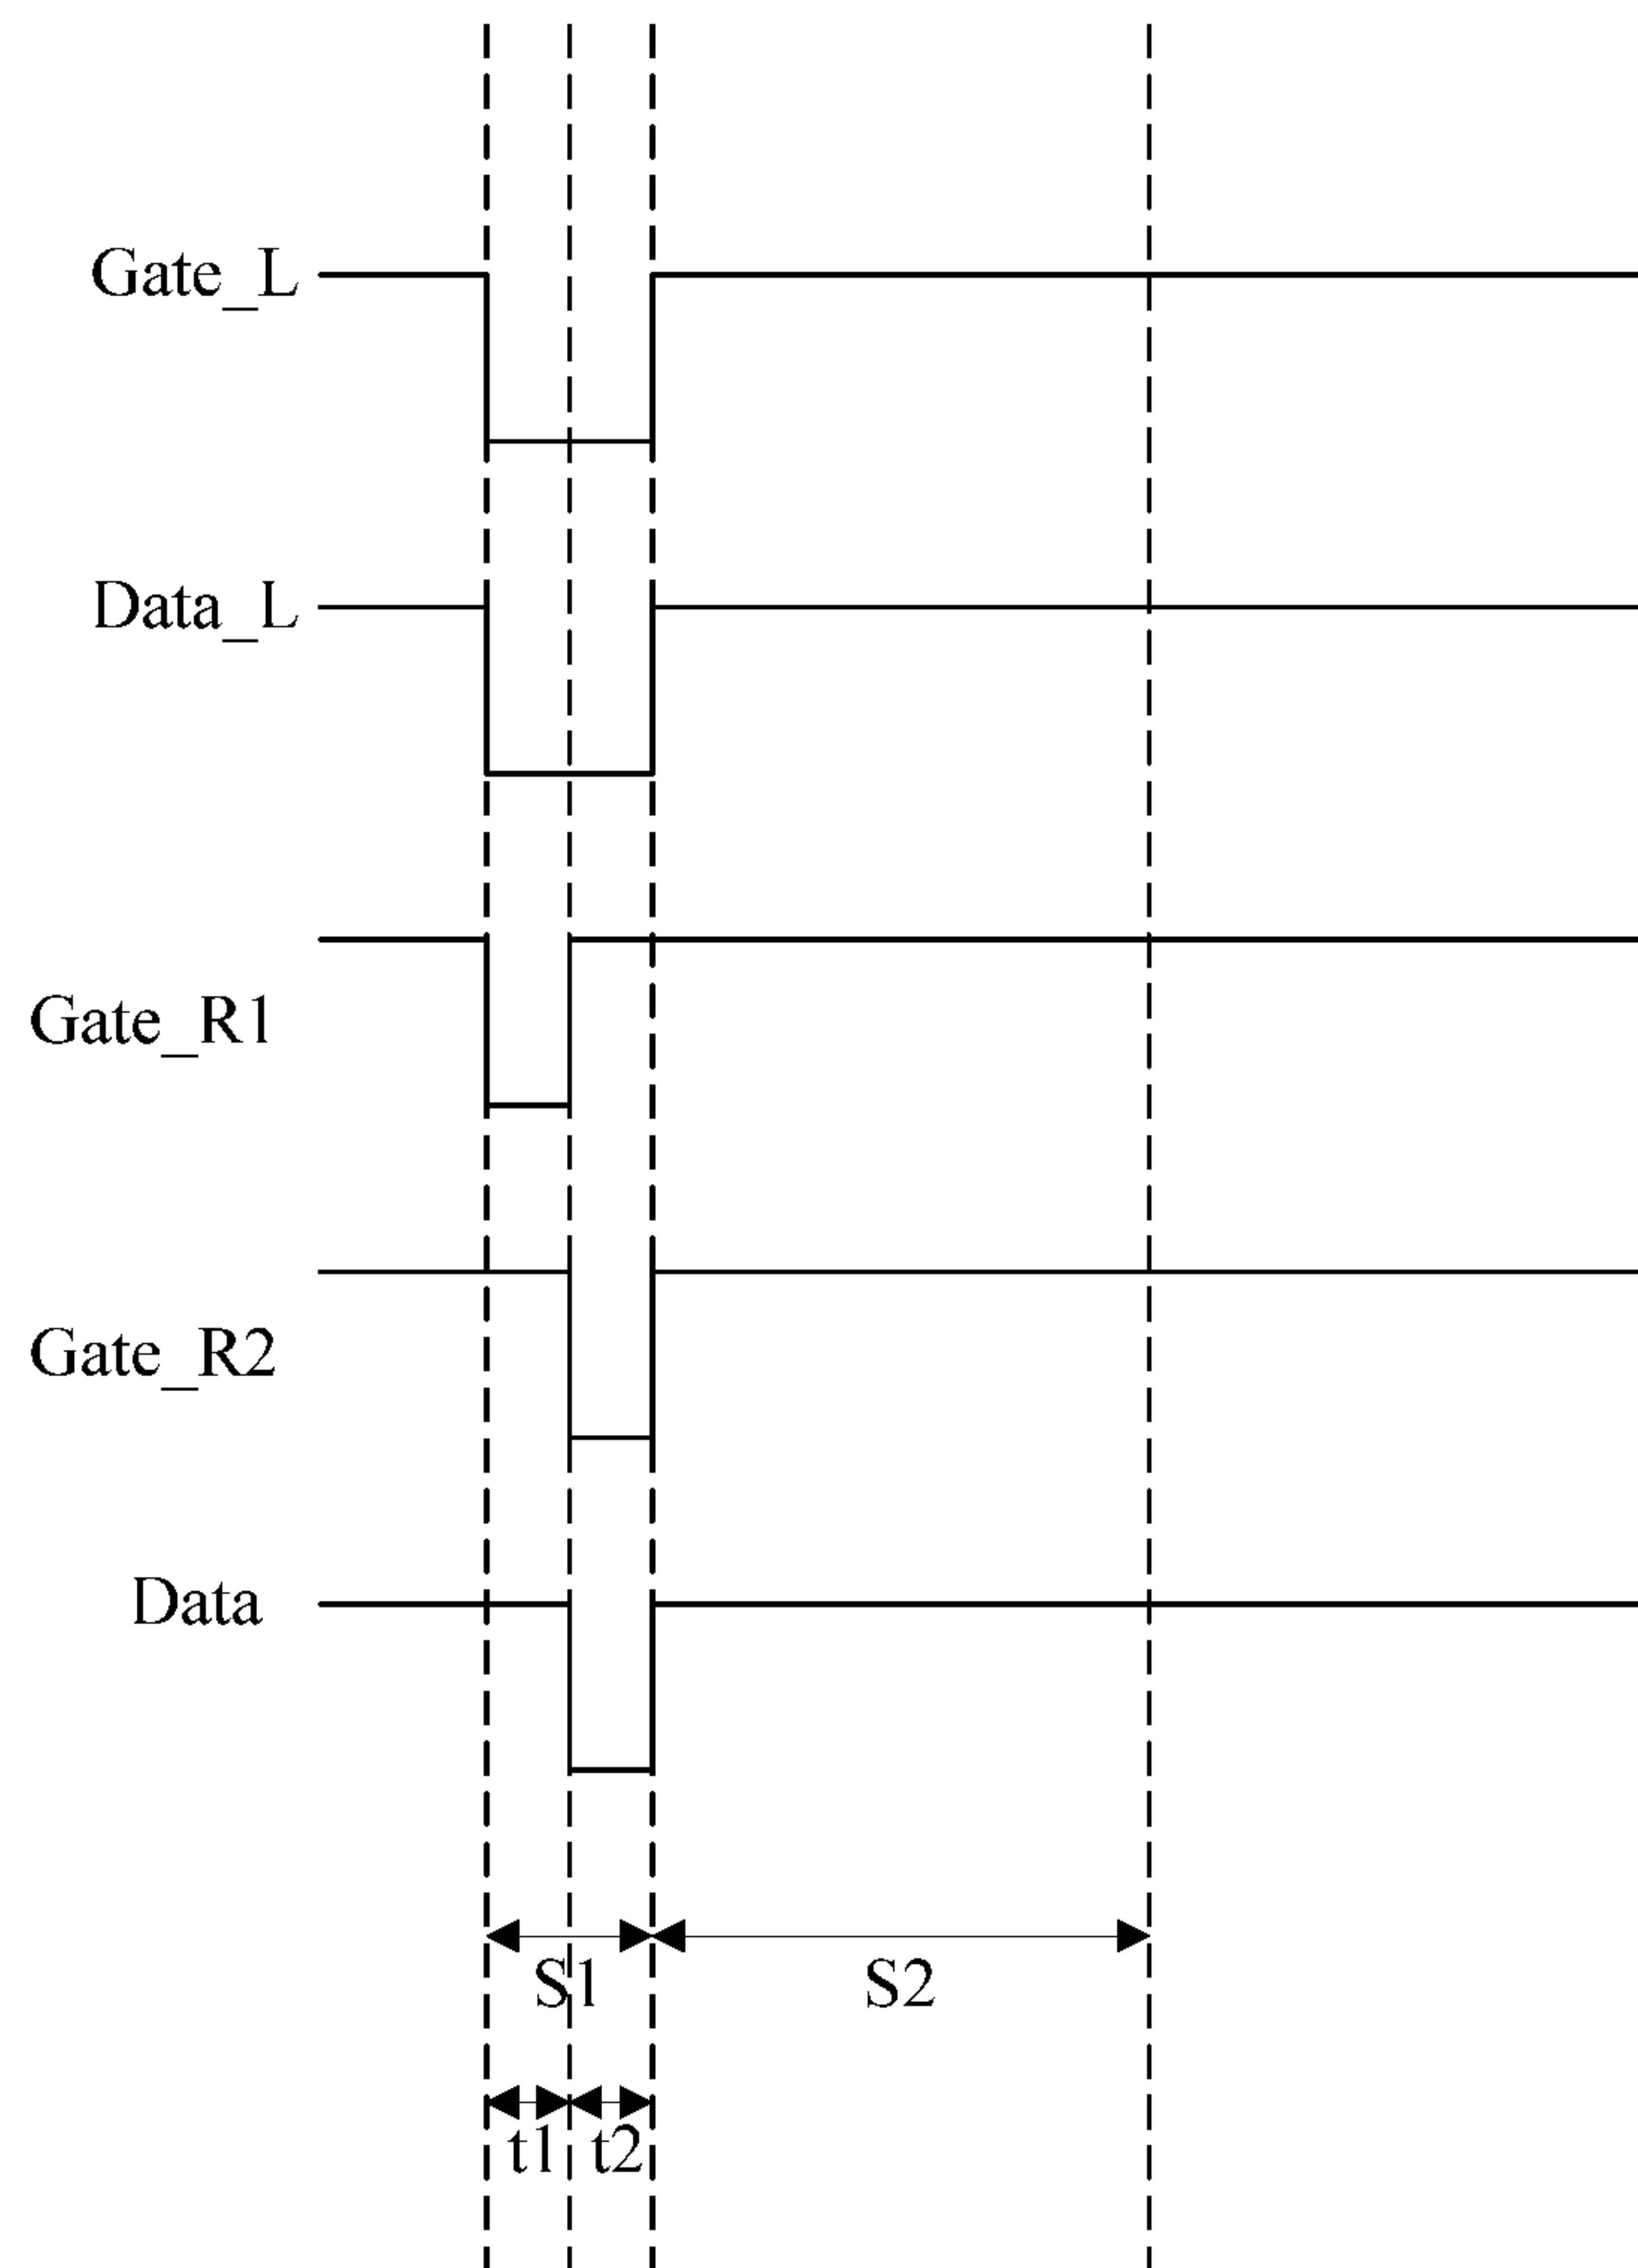 Gate_L
Data_L
Gate_R1
Gate_R2
Data
S1 S2
t1 t2